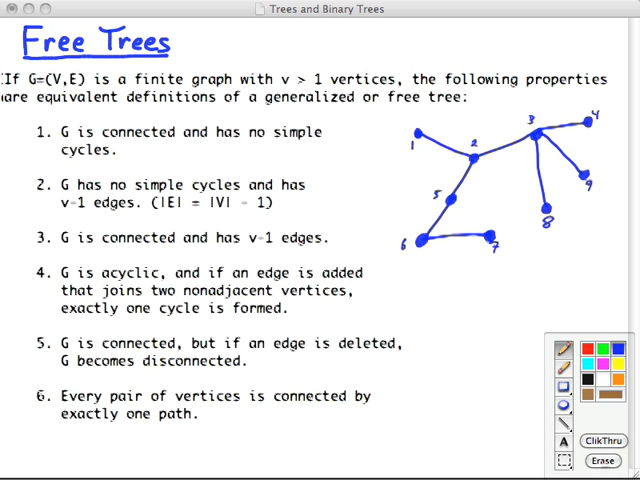 Trees and Binary Trees
Free Trees
If G=(V,E) is a finite graph with v > 1 vertices, the following properties
are equivalent definitions of a generalized or free tree:
1. G is connected and has no simple
cycles.
2. G has no simple cycles and has
v-1 edges. (|E| = |V| - 1)
3. G is connected and has v-1 edges.
4. G is acyclic, and if an edge is added
that joins two nonadjacent vertices,
exactly one cycle is formed.
5. G is connected, but if an edge is deleted,
G becomes disconnected.
6. Every pair of vertices is connected by
exactly one path.
1
2
3
4
5
6
7
8
9
A
ClikThru
Erase